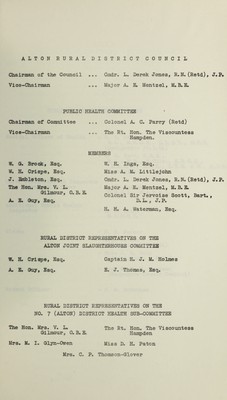 ALTON RURAL DISTRICT COUNCIL
Chairman of the Council ... Cmdr. L. Derek Jones, R.N.(Retd), J.P.
Vice-Chairman ... Major A. E. Hentzel, M.B.E.
PUBLIC HEALTH COMMITTEE
Chairman of Committee ... Colonel A. C. Parry (Retd)
Vice-Chairman ... The Rt. Hon. The Viscountess
Hampden.
MEMBERS
W. G. Brock, Esq. W. H. Inge, Esq.
W. H. Crispe, Esq. Miss A. M. Littlejohn
J. Embleton, Esq. Cmdr. L. Derek Jones, R.N.(Retd), J.P.
The Hon. Mrs. V. L. Major A. E. Hentzel, M.B.E.
Gilmour, O.B.E. Colonel Sir Jervoise Scott, Bart.,
A. E. Guy, Esq. D.L., J.P.
H. H. A. Waterman, Esq.
RURAL DISTRICT REPRESENTATIVES ON THE
ALTON JOINT SLAUGHTERHOUSE COMMITTEE
W. H. Crispe, Esq. Captain H. J. M. Holmes
A. E. Guy, Esq. R. J. Thomas, Esq.
RURAL DISTRICT REPRESENTATIVES ON THE
NO. 7 (ALTON) DISTRICT HEALTH SUB-COMMITTEE
The Hon. Mrs. V. L. The Rt. Hon. The Viscountess
Gilmour, O.B.E. Hampden
Mrs. M. I. Glyn-Owen Miss D. H. Paton
Mrs. C. P. Thomson-Glover